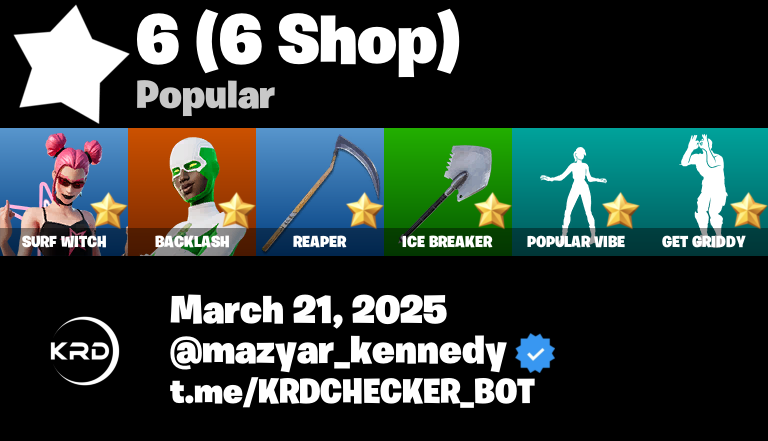 6 (6 Shop)
Popular
SURF WITCH
BACKLASH
REAPER
ICE BREAKER
POPULAR VIBE
GET GRIDDY
KRD
March 21, 2025
@mazyar_kennedy
t.me/KRDCHECKER_BOT